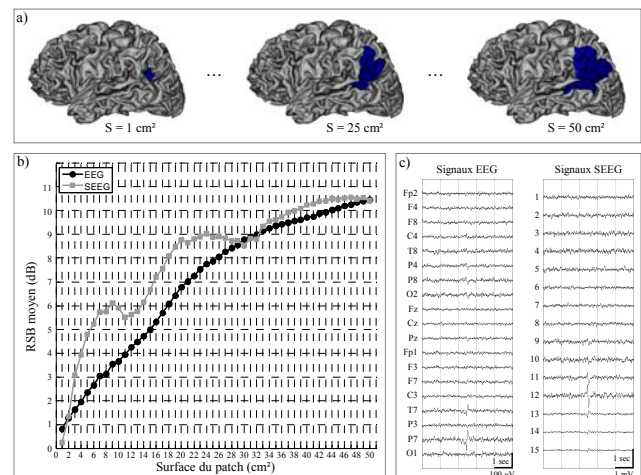 a)
S = 1 cm²
...
S = 25 cm²
...
S = 50 cm²
b)
EEG
SEEG
RSB moyen (dB)
11
10
9
8
7
6
5
4
3
2
1
0
0 2 4 6 8 10 12 14 16 18 20 22 24 26 28 30 32 34 36 38 40 42 44 46 48 50
Surface du patch (cm²)
c)
Signaux EEG
Fp2
F4
F8
C4
T8
P4
P8
O2
Fz
Cz
Pz
Fp1
F3
F7
C3
T7
P3
P7
O1
1 sec
100 µV
Signaux SEEG
1
2
3
4
5
6
7
8
9
10
11
12
13
14
15
1 sec
1 mV